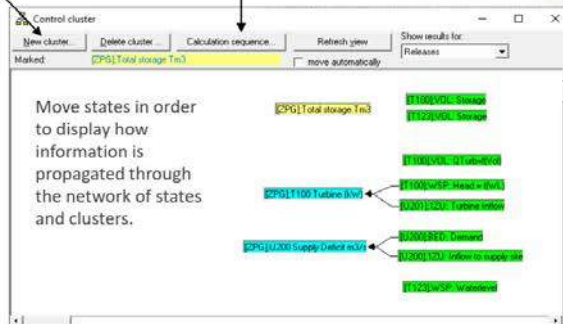 Control cluster
New cluster...
Delete cluster ...
Calculation sequence...
Refresh view
Show results for:
Releases
Marked:
[ZPG],Total storage Tm3
move automatically
Move states in order
to display how
information is
propagated through
the network of states
and clusters.
[ZPG],Total storage Tm3
[T100],VOL: Storage
[T123],VOL: Storage
[T100],VOL: QTurb=f(Vol)
[ZPG],T100 Turbine (kW)
[T100],WSP: Head = f(WL)
[U201],1ZU: Turbine Inflow
[ZPG],U200 Supply Deficit m3/s
[U200],BED: Demand
[U200],1ZU: Inflow to supply site
[T123],WSP: Waterlevel